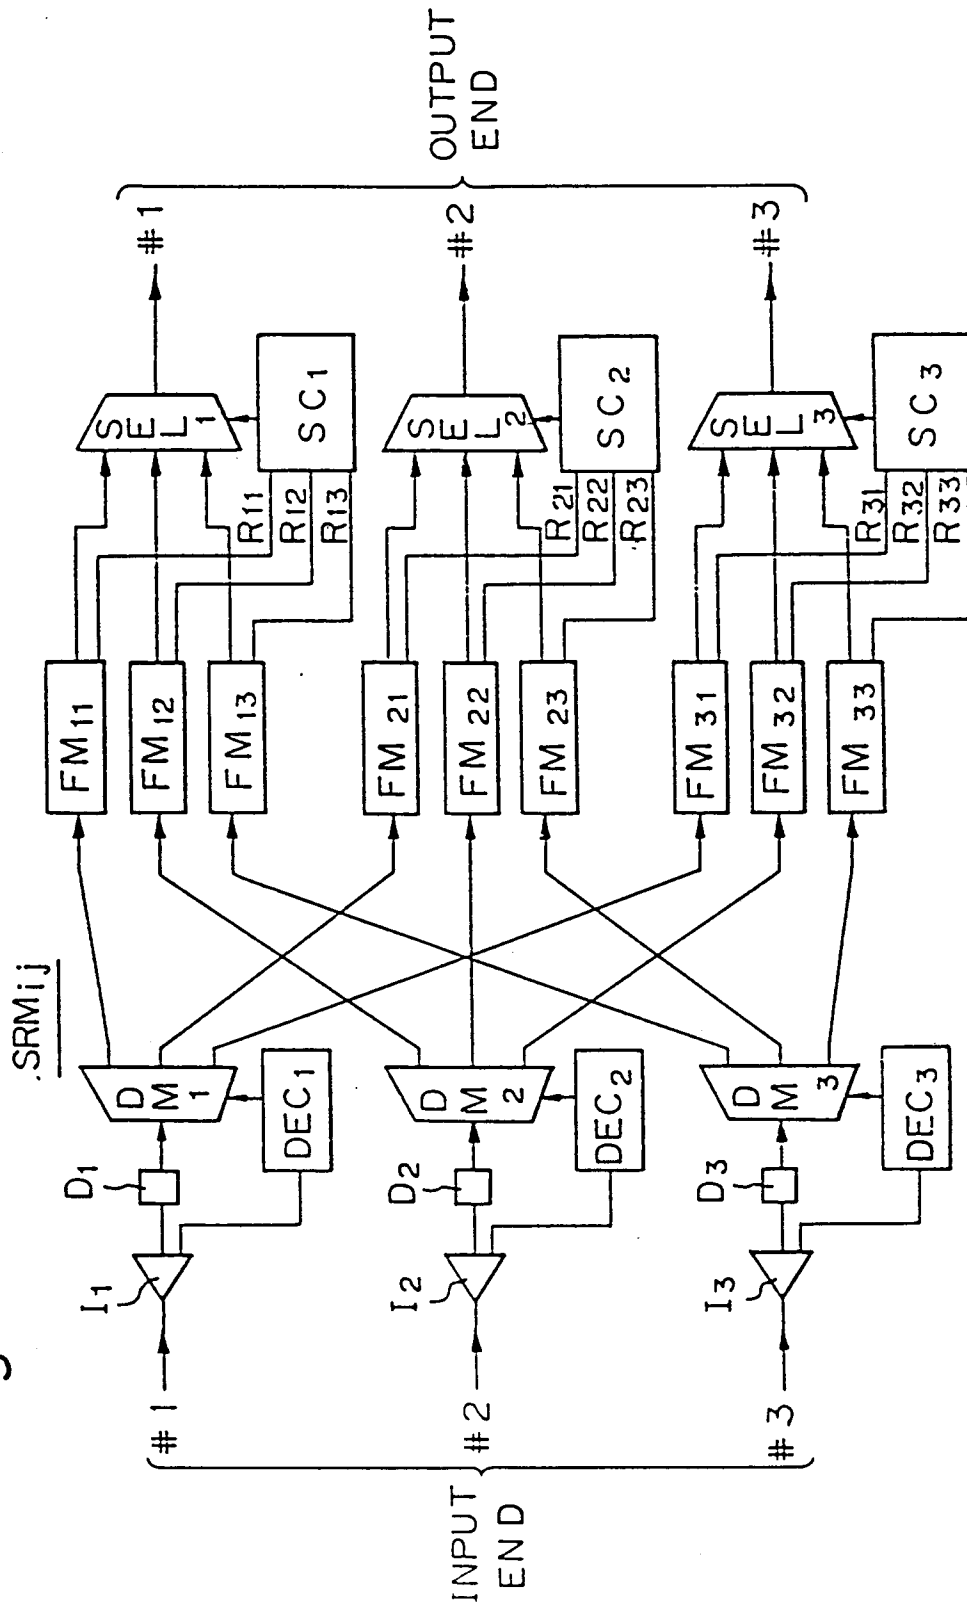 SRMij
INPUT
END
#1
#2
#3
I1
D1
DEC1
DM1
I2
D2
DEC2
DM2
I3
D3
DEC3
DM3
FM11
FM12
FM13
FM21
FM22
FM23
FM31
FM32
FM33
R11
R12
R13
SC1
SEL1
R21
R22
R23
SC2
SEL2
R31
R32
R33
SC3
SEL3
#1
#2
#3
OUTPUT
END